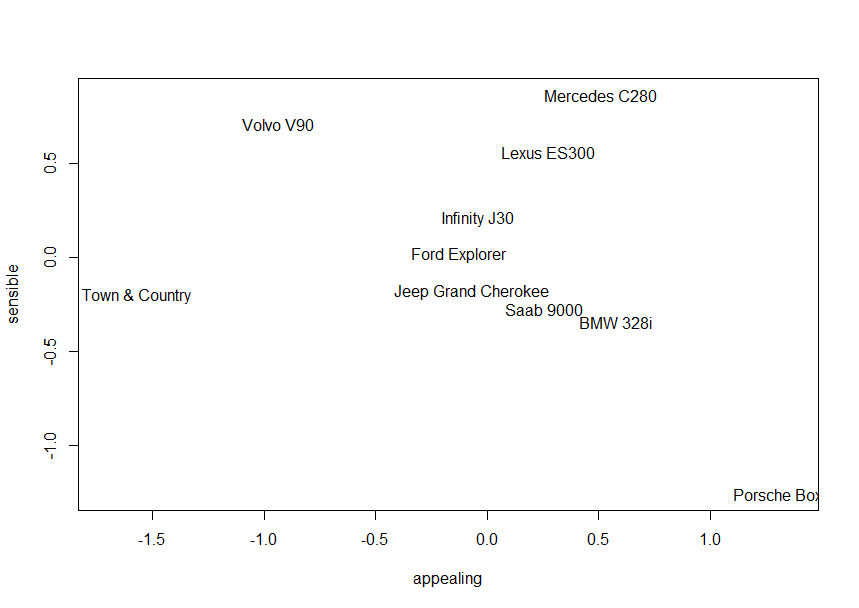 Mercedes C280
Volvo V90
Lexus ES300
Infinity J30
Ford Explorer
Jeep Grand Cherokee
Town & Country
Saab 9000
BMW 328i
Porsche Box
sensible
0.5
0.0
-0.5
-1.0
-1.5
-1.0
-0.5
0.0
0.5
1.0
appealing